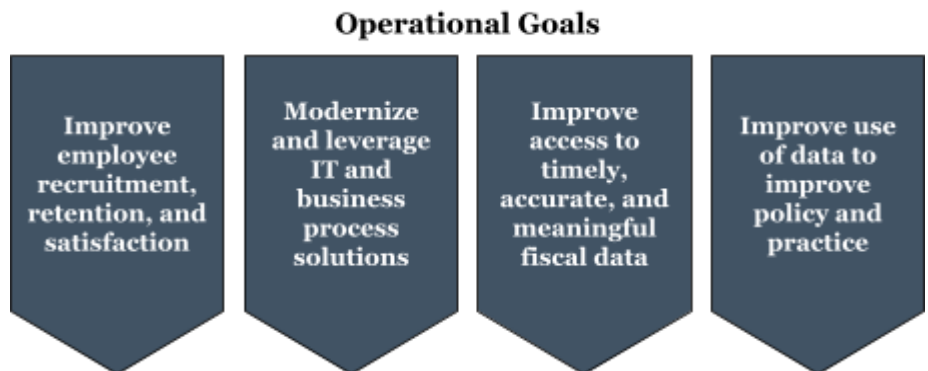 Operational Goals
Improve
employee
recruitment,
retention, and
satisfaction
Modernize
and leverage
IT and
business
process
solutions
Improve
access to
timely,
accurate, and
meaningful
fiscal data
Improve use
of data to
improve
policy and
practice